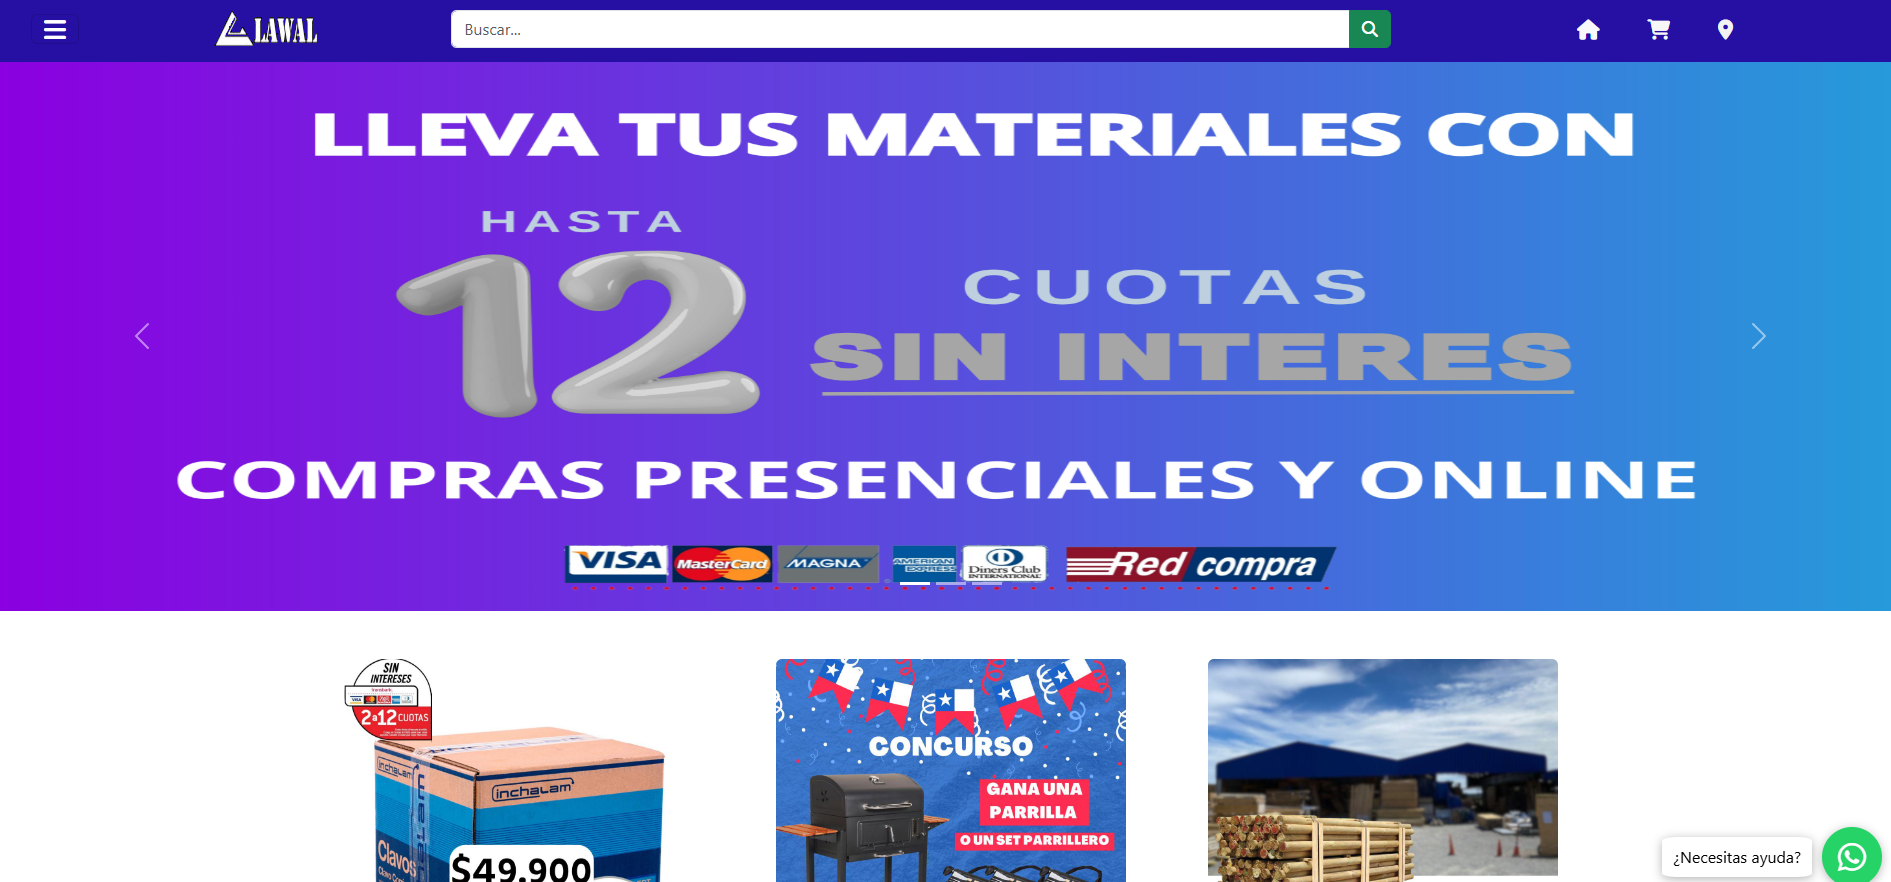 LAWAL
Buscar...
LLEVA TUS MATERIALES CON
HASTA
12
CUOTAS
SIN INTERES
COMPRAS PRESENCIALES Y ONLINE
VISA
MasterCard
MAGNA
AMERICAN
EXPRESS
Diners Club
INTERNATIONAL
Red compra
SIN
INTERESES
2 a 12 CUOTAS
inchalam
inchalam
Clavos
$49.900
CONCURSO
GANA UNA
PARRILLA
O UN SET PARRILLERO
¿Necesitas ayuda?